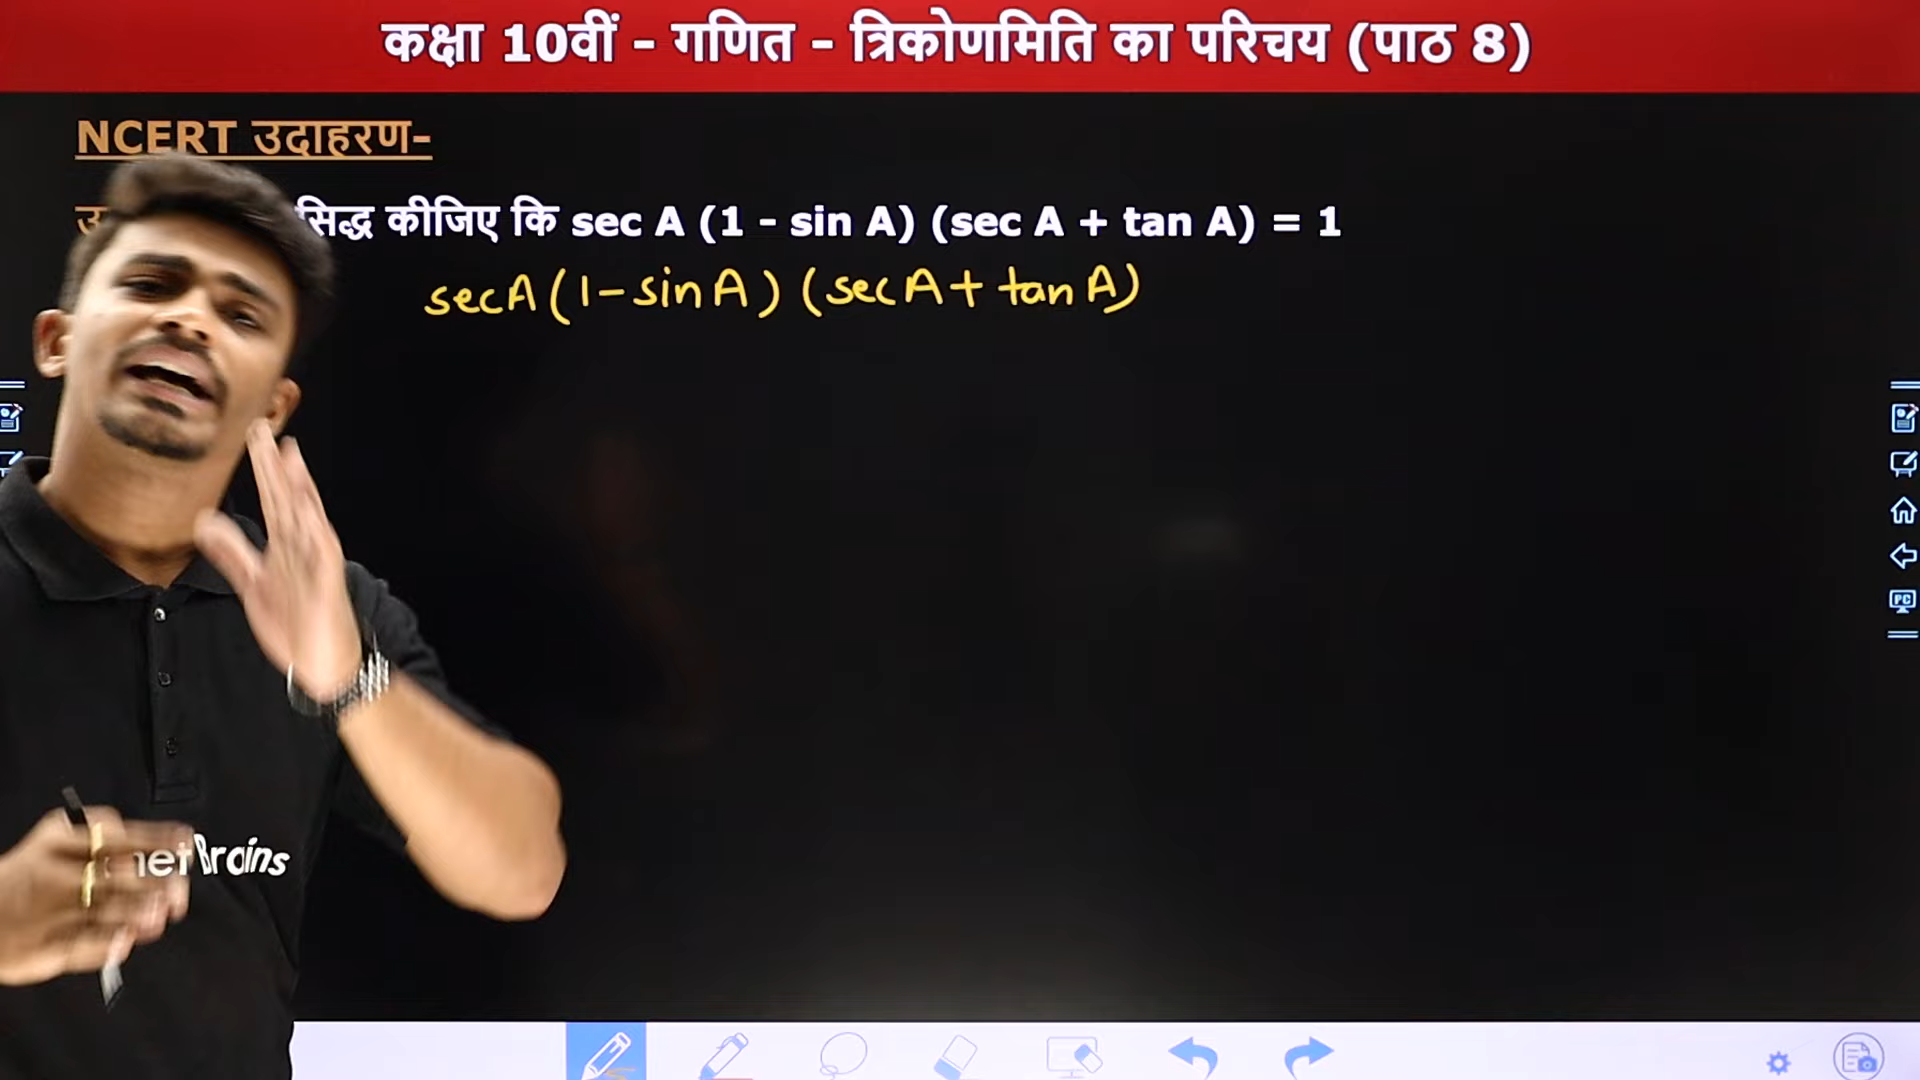 कक्षा 10वीं - गणित - त्रिकोणमिति का परिचय (पाठ 8)
NCERT उदाहरण-
सिद्ध कीजिए कि sec A (1 - sin A) (sec A + tan A) = 1
secA(1-sinA) (secA+tanA)
Brains
PC